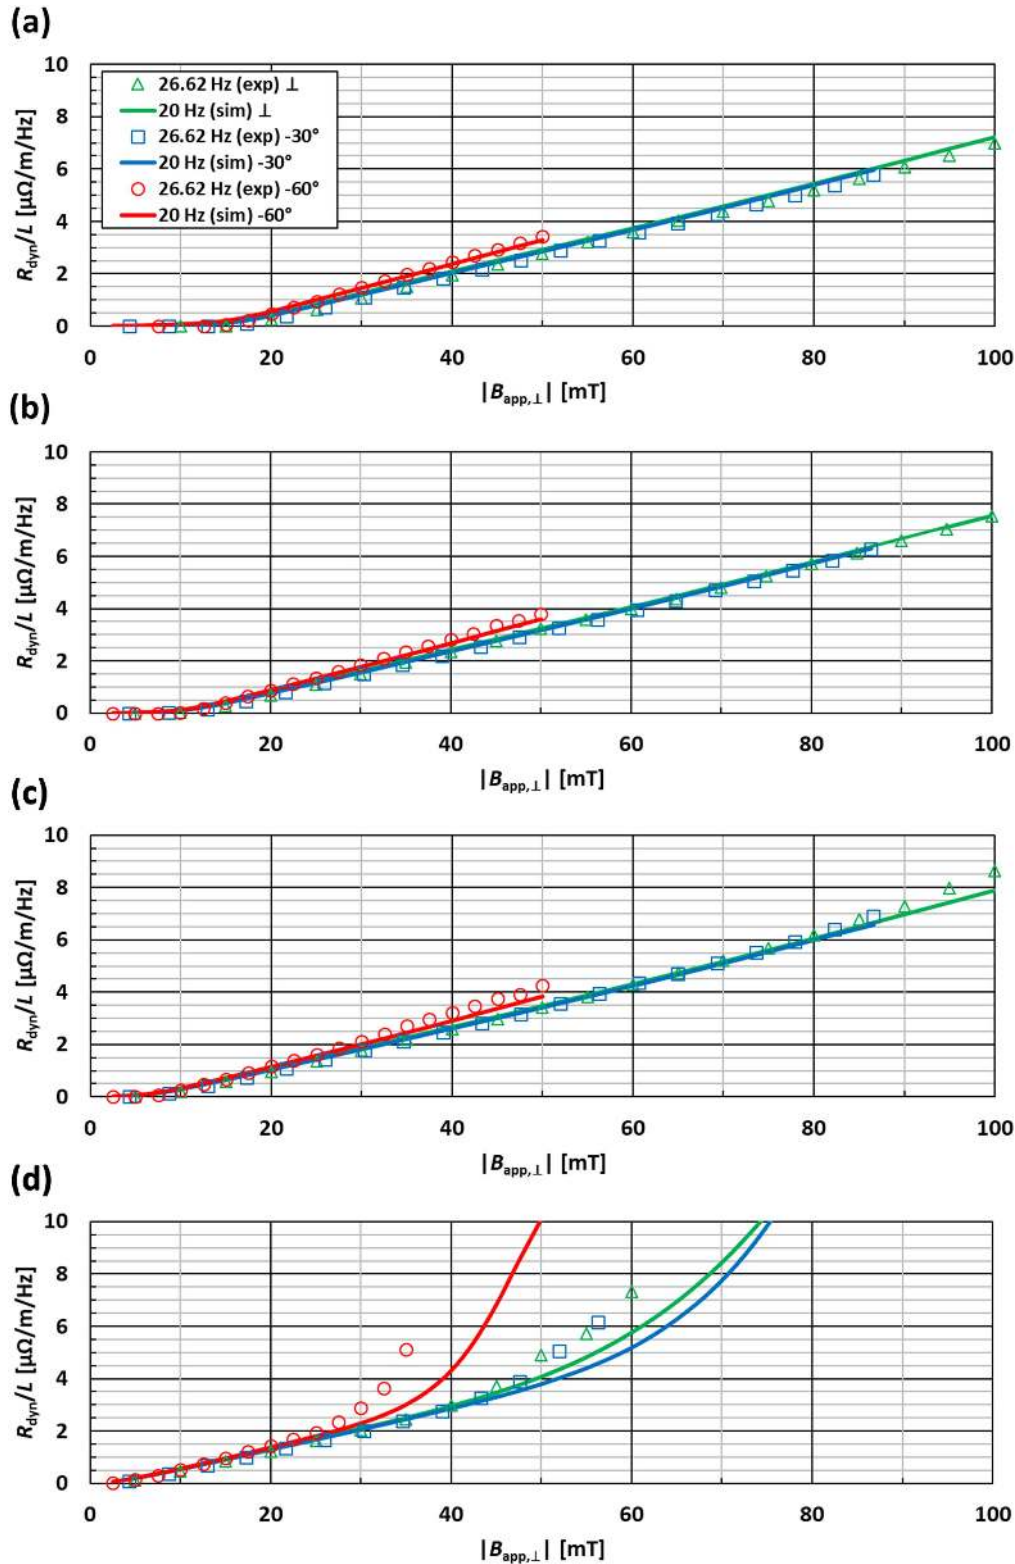 (a)
10
8
6
4
2
0
R_dyn/L [μΩ/m/Hz]
26.62 Hz (exp) ⊥
20 Hz (sim) ⊥
26.62 Hz (exp) -30°
20 Hz (sim) -30°
26.62 Hz (exp) -60°
20 Hz (sim) -60°
0 20 40 60 80 100
|B_app,⊥| [mT]
(b)
10
8
6
4
2
0
R_dyn/L [μΩ/m/Hz]
0 20 40 60 80 100
|B_app,⊥| [mT]
(c)
10
8
6
4
2
0
R_dyn/L [μΩ/m/Hz]
0 20 40 60 80 100
|B_app,⊥| [mT]
(d)
10
8
6
4
2
0
R_dyn/L [μΩ/m/Hz]
0 20 40 60 80 100
|B_app,⊥| [mT]